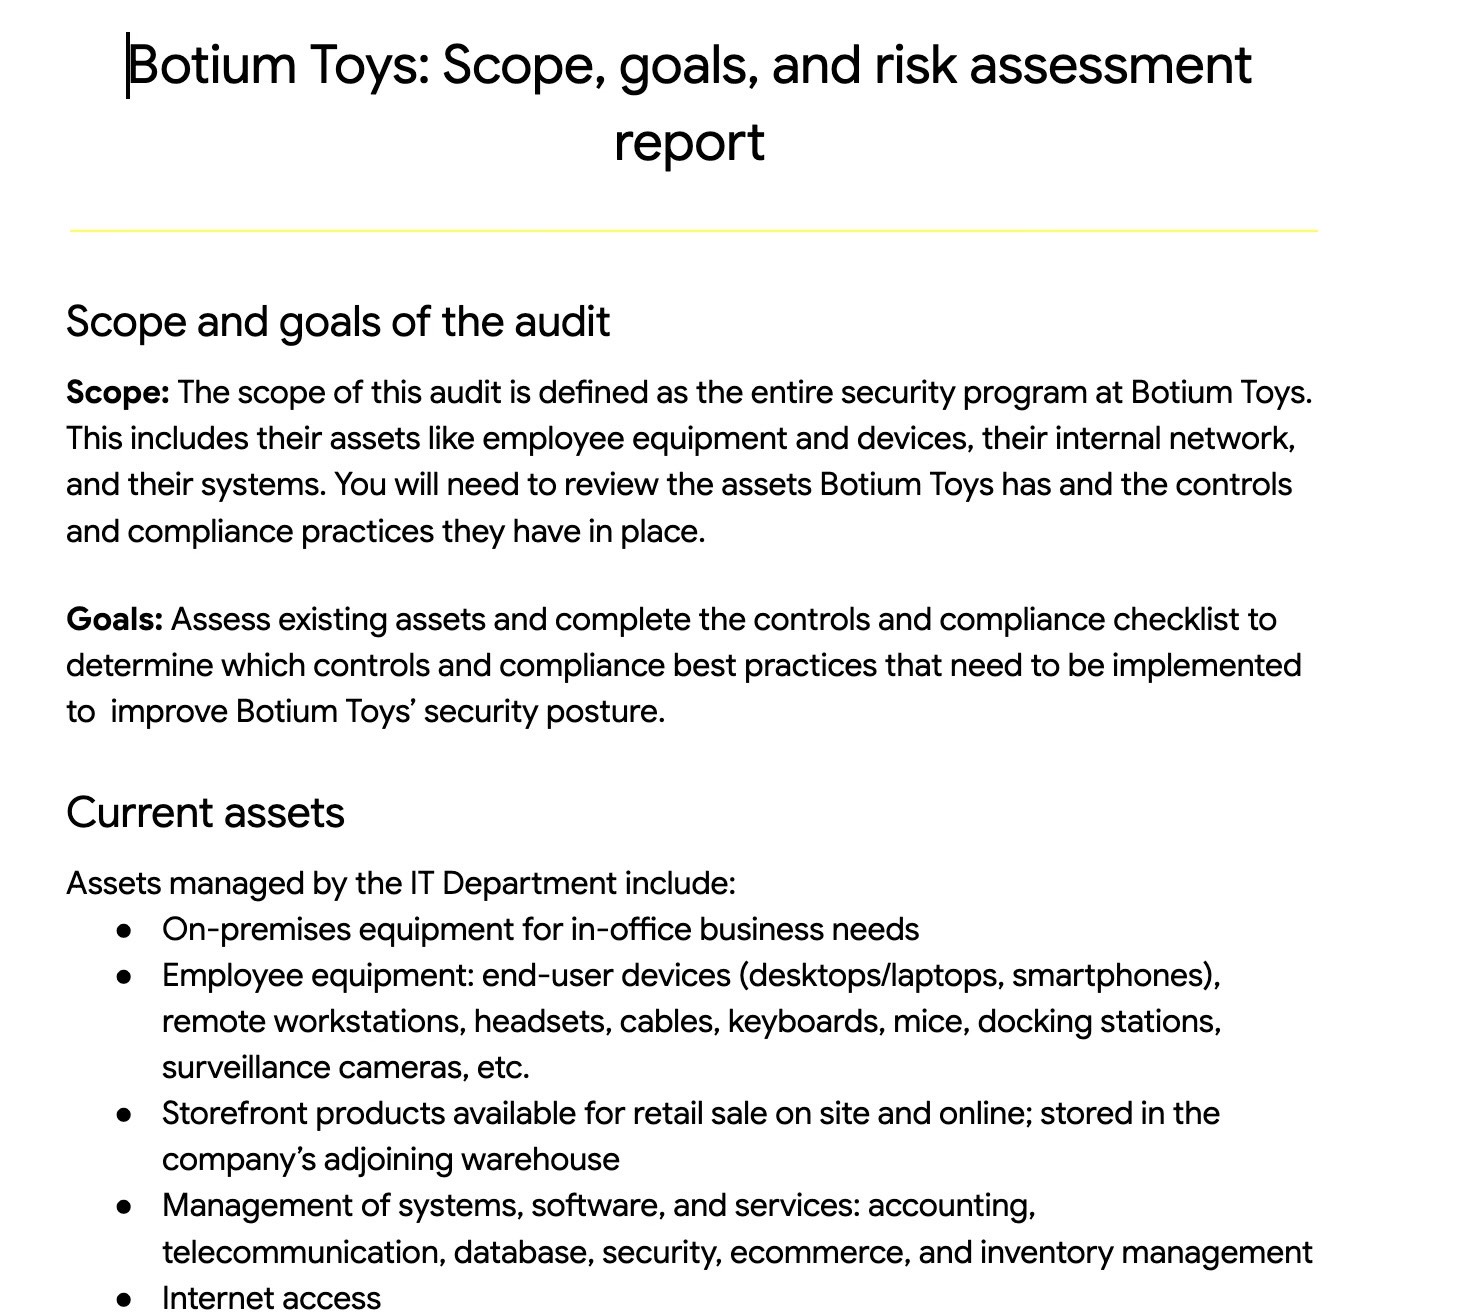 Botium Toys: Scope, goals, and risk assessment
report
Scope and goals of the audit
Scope: The scope of this audit is defined as the entire security program at Botium Toys.
This includes their assets like employee equipment and devices, their internal network,
and their systems. You will need to review the assets Botium Toys has and the controls
and compliance practices they have in place.
Goals: Assess existing assets and complete the controls and compliance checklist to
determine which controls and compliance best practices that need to be implemented
to  improve Botium Toys’ security posture.
Current assets
Assets managed by the IT Department include:
● On-premises equipment for in-office business needs
● Employee equipment: end-user devices (desktops/laptops, smartphones),
remote workstations, headsets, cables, keyboards, mice, docking stations,
surveillance cameras, etc.
● Storefront products available for retail sale on site and online; stored in the
company’s adjoining warehouse
● Management of systems, software, and services: accounting,
telecommunication, database, security, ecommerce, and inventory management
● Internet access